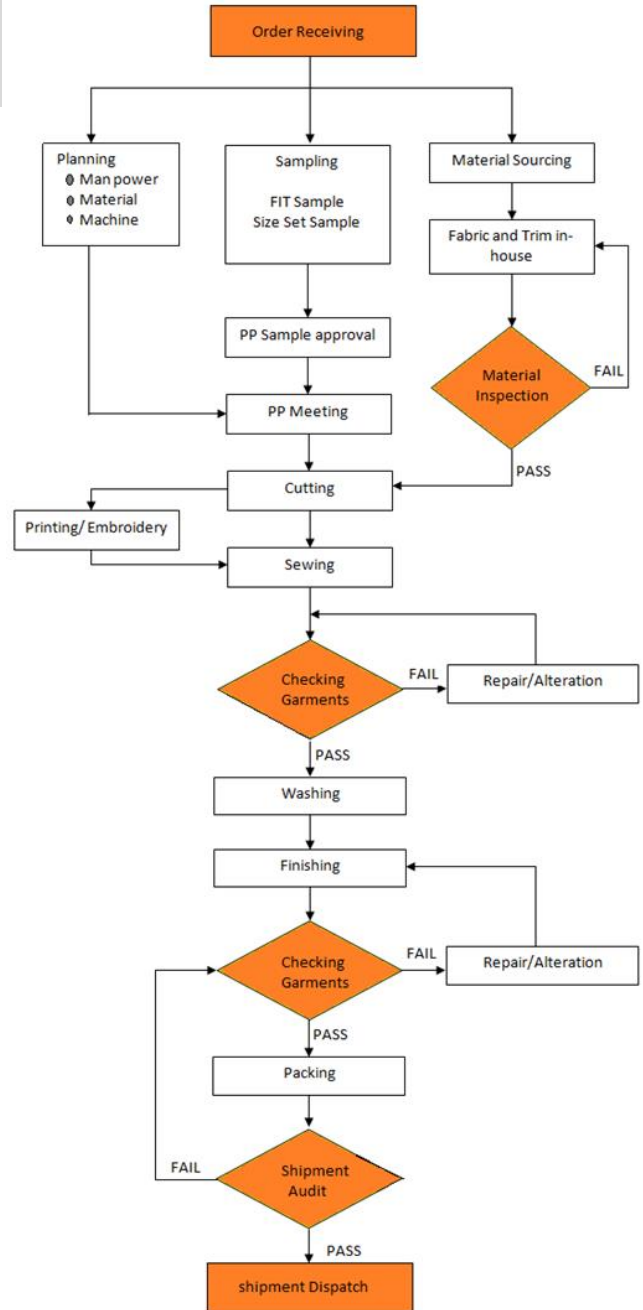 Order Receiving
Planning
Man power
Material
Machine
Sampling
FIT Sample
Size Set Sample
Material Sourcing
Fabric and Trim in-
house
PP Sample approval
Material
Inspection
FAIL
PP Meeting
PASS
Cutting
Printing/ Embroidery
Sewing
Checking
Garments
FAIL
Repair/Alteration
PASS
Washing
Finishing
Checking
Garments
FAIL
Repair/Alteration
PASS
Packing
Shipment
Audit
FAIL
PASS
shipment Dispatch